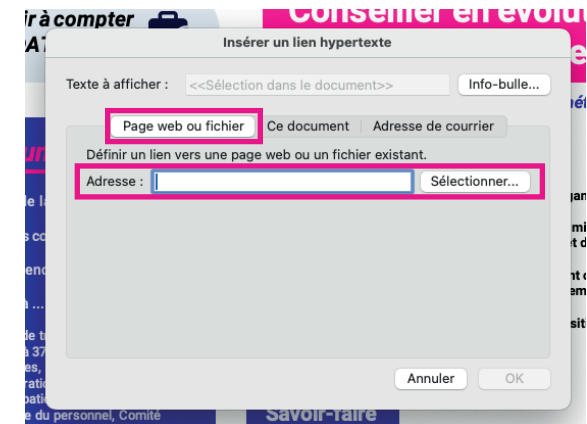 ir à compter
Conseiller en évolu
Insérer un lien hypertexte
Texte à afficher :
<<Sélection dans le document>>
Info-bulle...
Page web ou fichier
Ce document
Adresse de courrier
Définir un lien vers une page web ou un fichier existant.
Adresse :
Sélectionner...
Annuler
OK
e du personnel, Comité
Savoir-faire